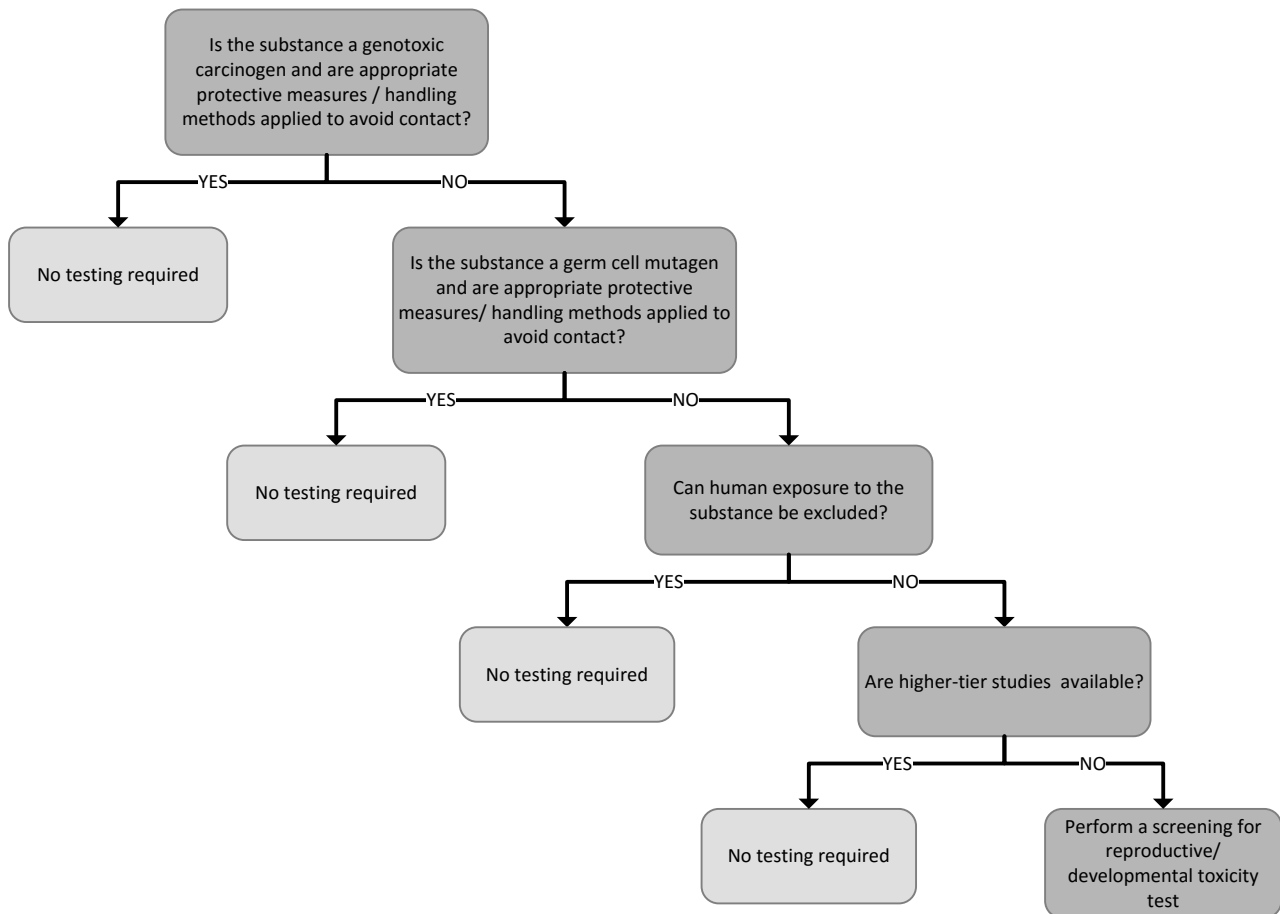 Is the substance a genotoxic
carcinogen and are appropriate
protective measures / handling
methods applied to avoid contact?
YES
NO
No testing required
Is the substance a germ cell mutagen
and are appropriate protective
measures/ handling methods applied to
avoid contact?
YES
NO
No testing required
Can human exposure to the
substance be excluded?
YES
NO
No testing required
Are higher-tier studies  available?
YES
NO
No testing required
Perform a screening for
reproductive/
developmental toxicity
test